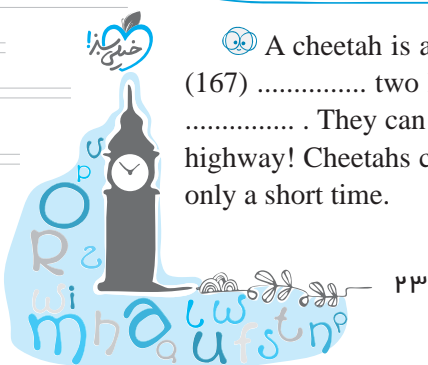 خیلی سبز!
A cheetah is a
(167) ............... two
............... . They can
highway! Cheetahs c
only a short time.
۲۳